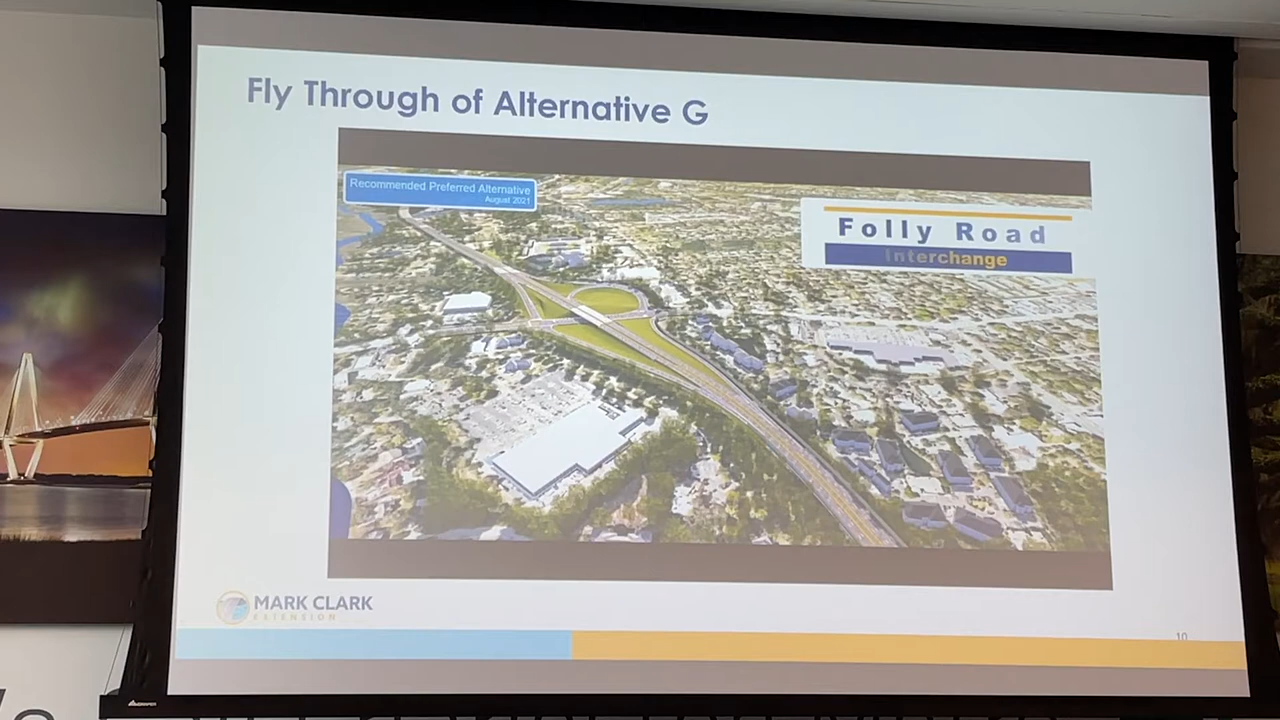 Fly Through of Alternative G
Recommended Preferred Alternative
August 2021
Folly Road
Interchange
MARK CLARK
EXTENSION
10